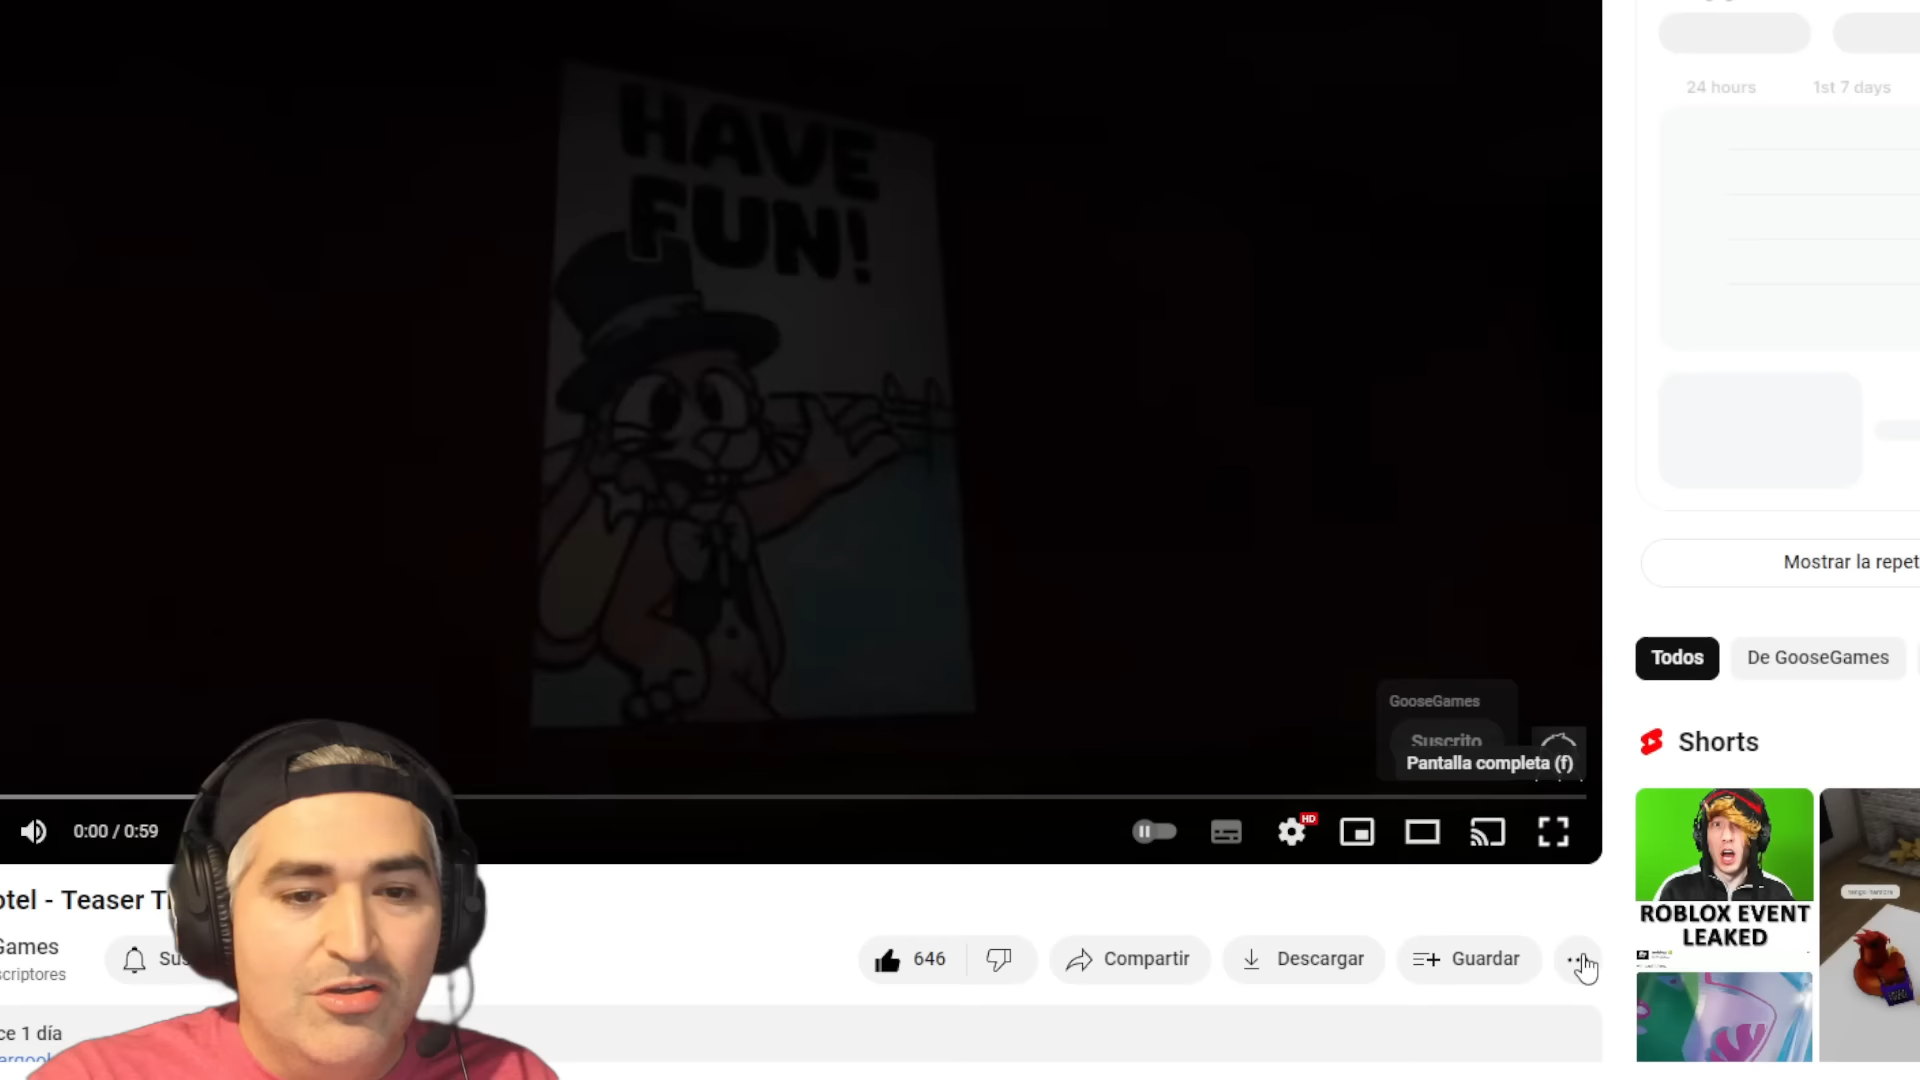 HAVE
FUN!
24 hours
1st 7 days
Mostrar la repet
Todos
De GooseGames
GooseGames
Suscrito
Pantalla completa (f)
Shorts
0:00 / 0:59
HD
otel - Teaser T
Games
scriptores
Sus
646
Compartir
Descargar
Guardar
ce 1 día
ROBLOX EVENT
LEAKED